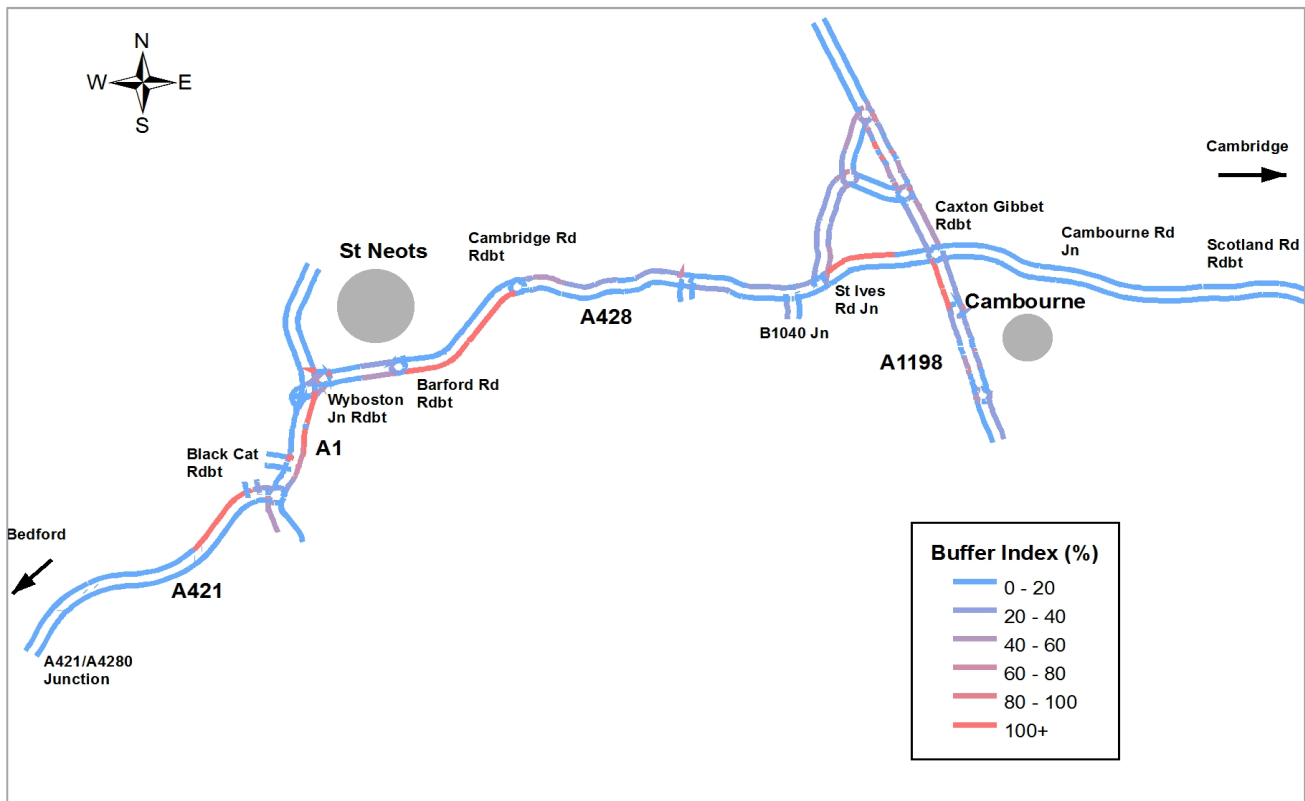 N
W
E
S
Cambridge
Caxton Gibbet
Rdbt
Cambourne Rd
Jn
Scotland Rd
Rdbt
Cambridge Rd
Rdbt
St Neots
St Ives
Rd Jn
Cambourne
A428
B1040 Jn
A1198
Barford Rd
Rdbt
Wyboston
Jn Rdbt
A1
Black Cat
Rdbt
Bedford
A421
A421/A4280
Junction
Buffer Index (%)
0 - 20
20 - 40
40 - 60
60 - 80
80 - 100
100+